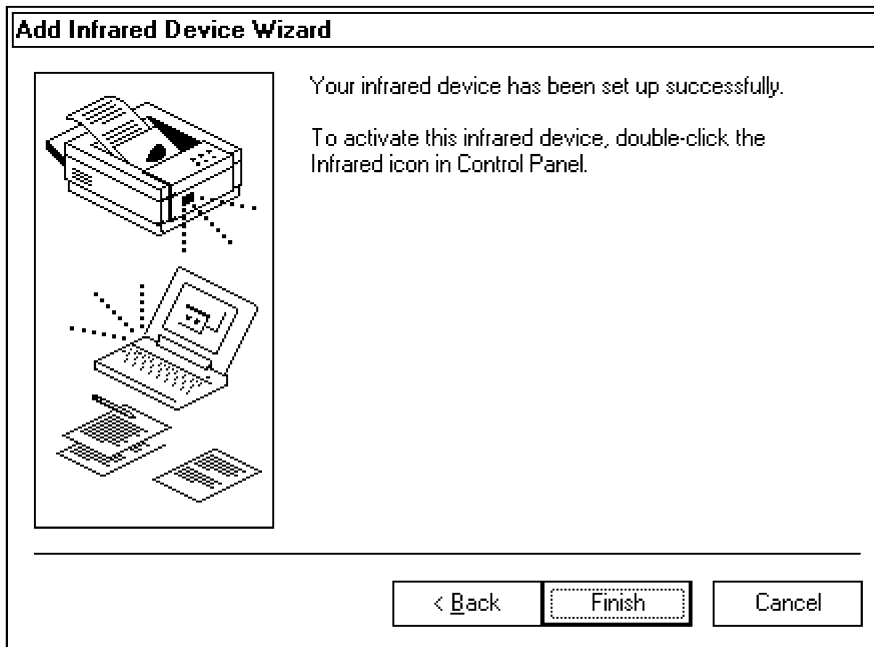 Add Infrared Device Wizard
Your infrared device has been set up successfully.
To activate this infrared device, double-click the
Infrared icon in Control Panel.
< Back
Finish
Cancel